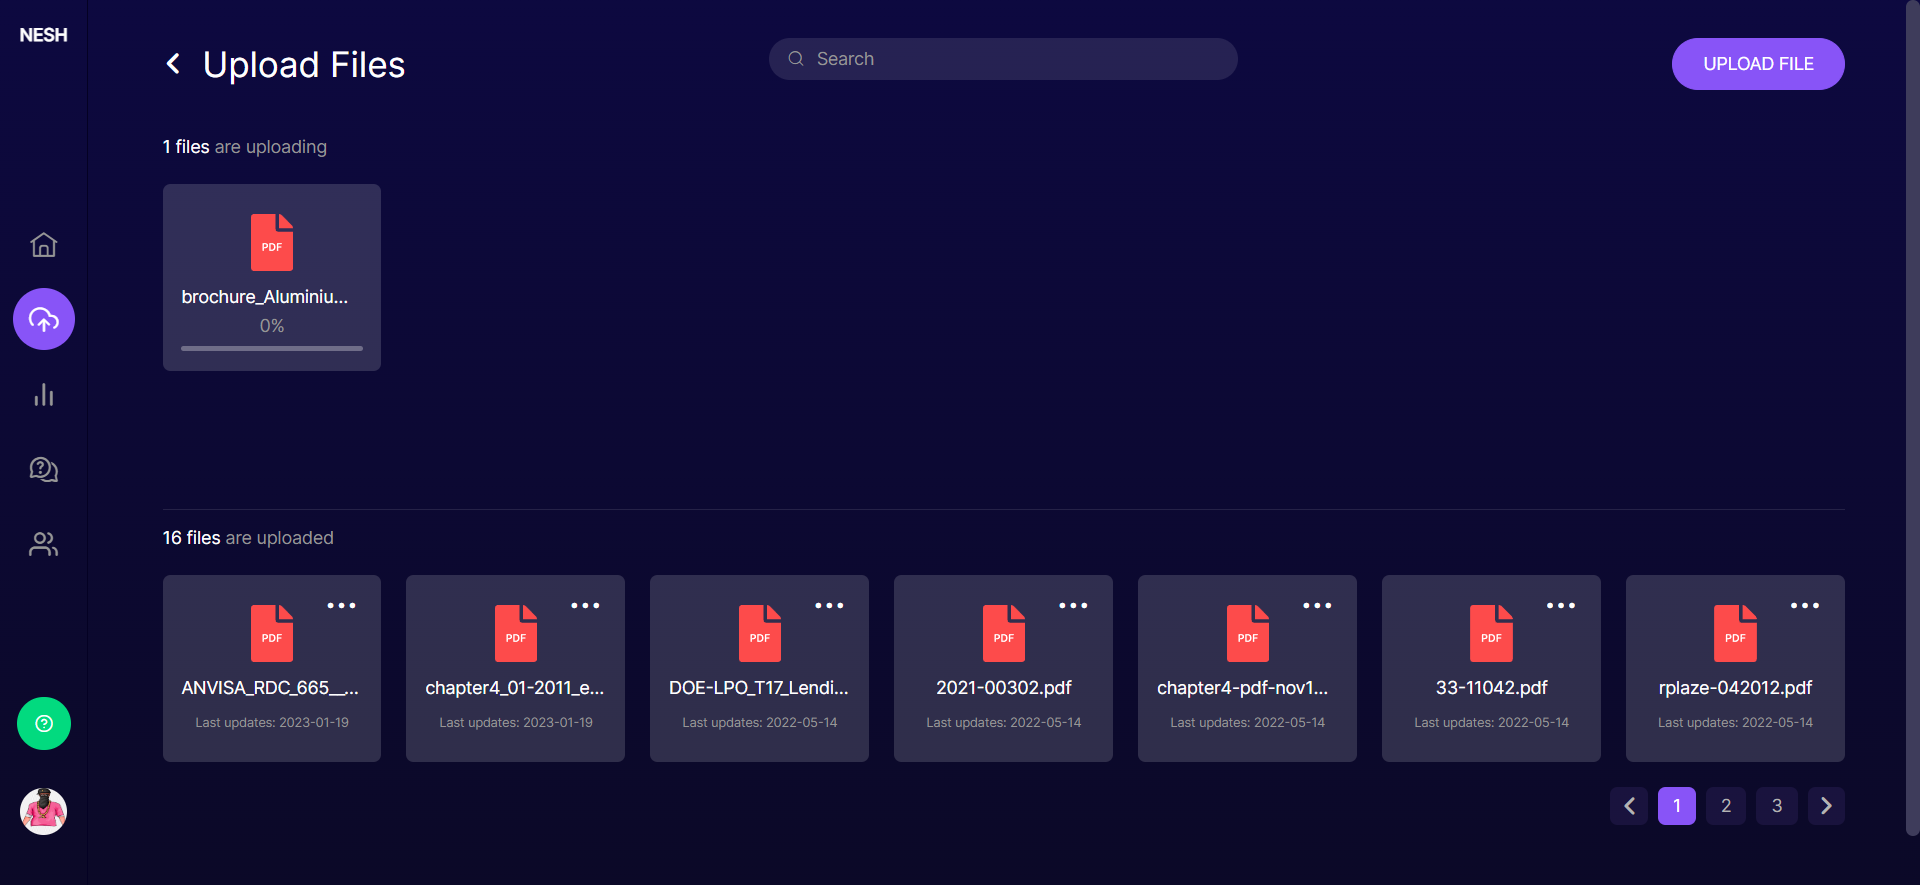 NESH
Upload Files
Search
UPLOAD FILE
1 files are uploading
PDF
brochure_Aluminiu...
0%
16 files are uploaded
PDF
ANVISA_RDC_665__...
Last updates: 2023-01-19
PDF
chapter4_01-2011_e...
Last updates: 2023-01-19
PDF
DOE-LPO_T17_Lendi...
Last updates: 2022-05-14
PDF
2021-00302.pdf
Last updates: 2022-05-14
PDF
chapter4-pdf-nov1...
Last updates: 2022-05-14
PDF
33-11042.pdf
Last updates: 2022-05-14
PDF
rplaze-042012.pdf
Last updates: 2022-05-14
1 2 3